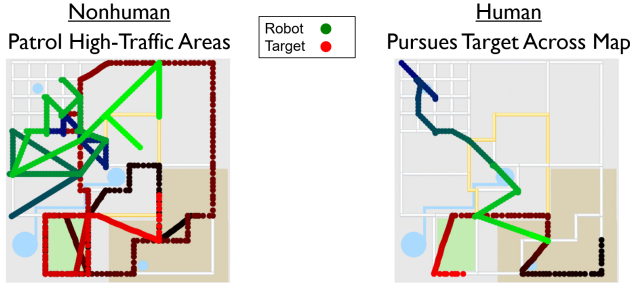 Nonhuman
Patrol High-Traffic Areas
Robot
Target
Human
Pursues Target Across Map